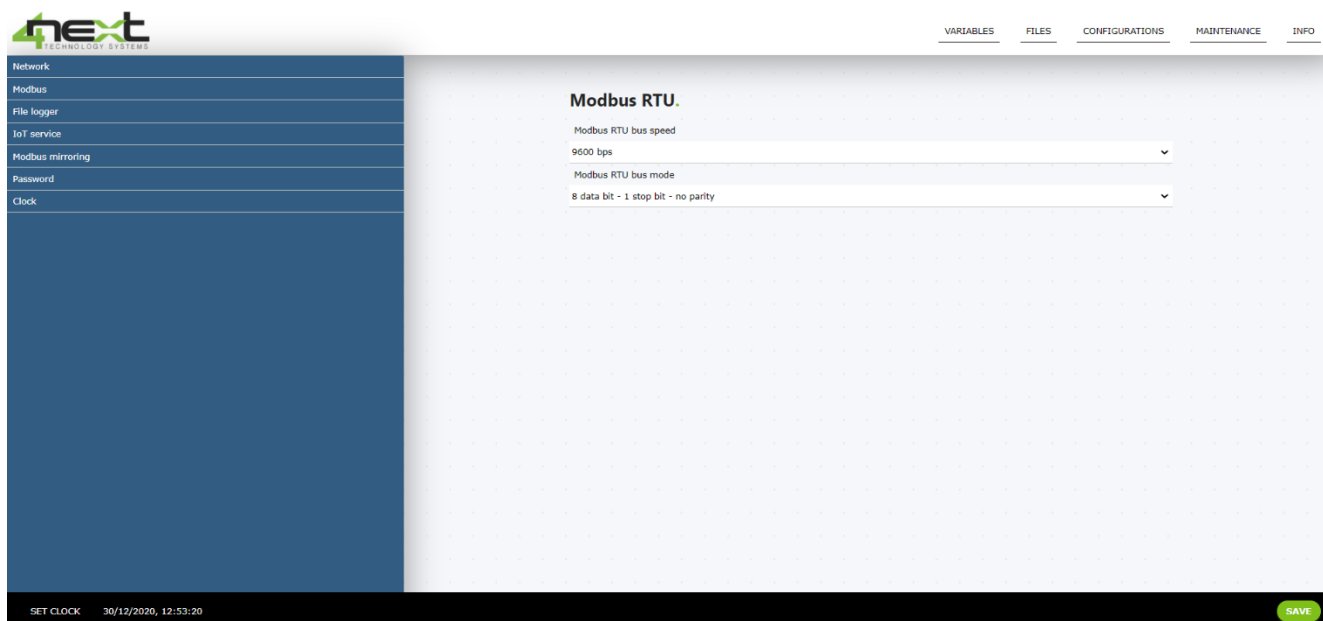 4next
TECHNOLOGY SYSTEMS
VARIABLES FILES CONFIGURATIONS MAINTENANCE INFO
Network
Modbus
File logger
IoT service
Modbus mirroring
Password
Clock
Modbus RTU.
Modbus RTU bus speed
9600 bps
Modbus RTU bus mode
8 data bit - 1 stop bit - no parity
SET CLOCK 30/12/2020, 12:53:20
SAVE